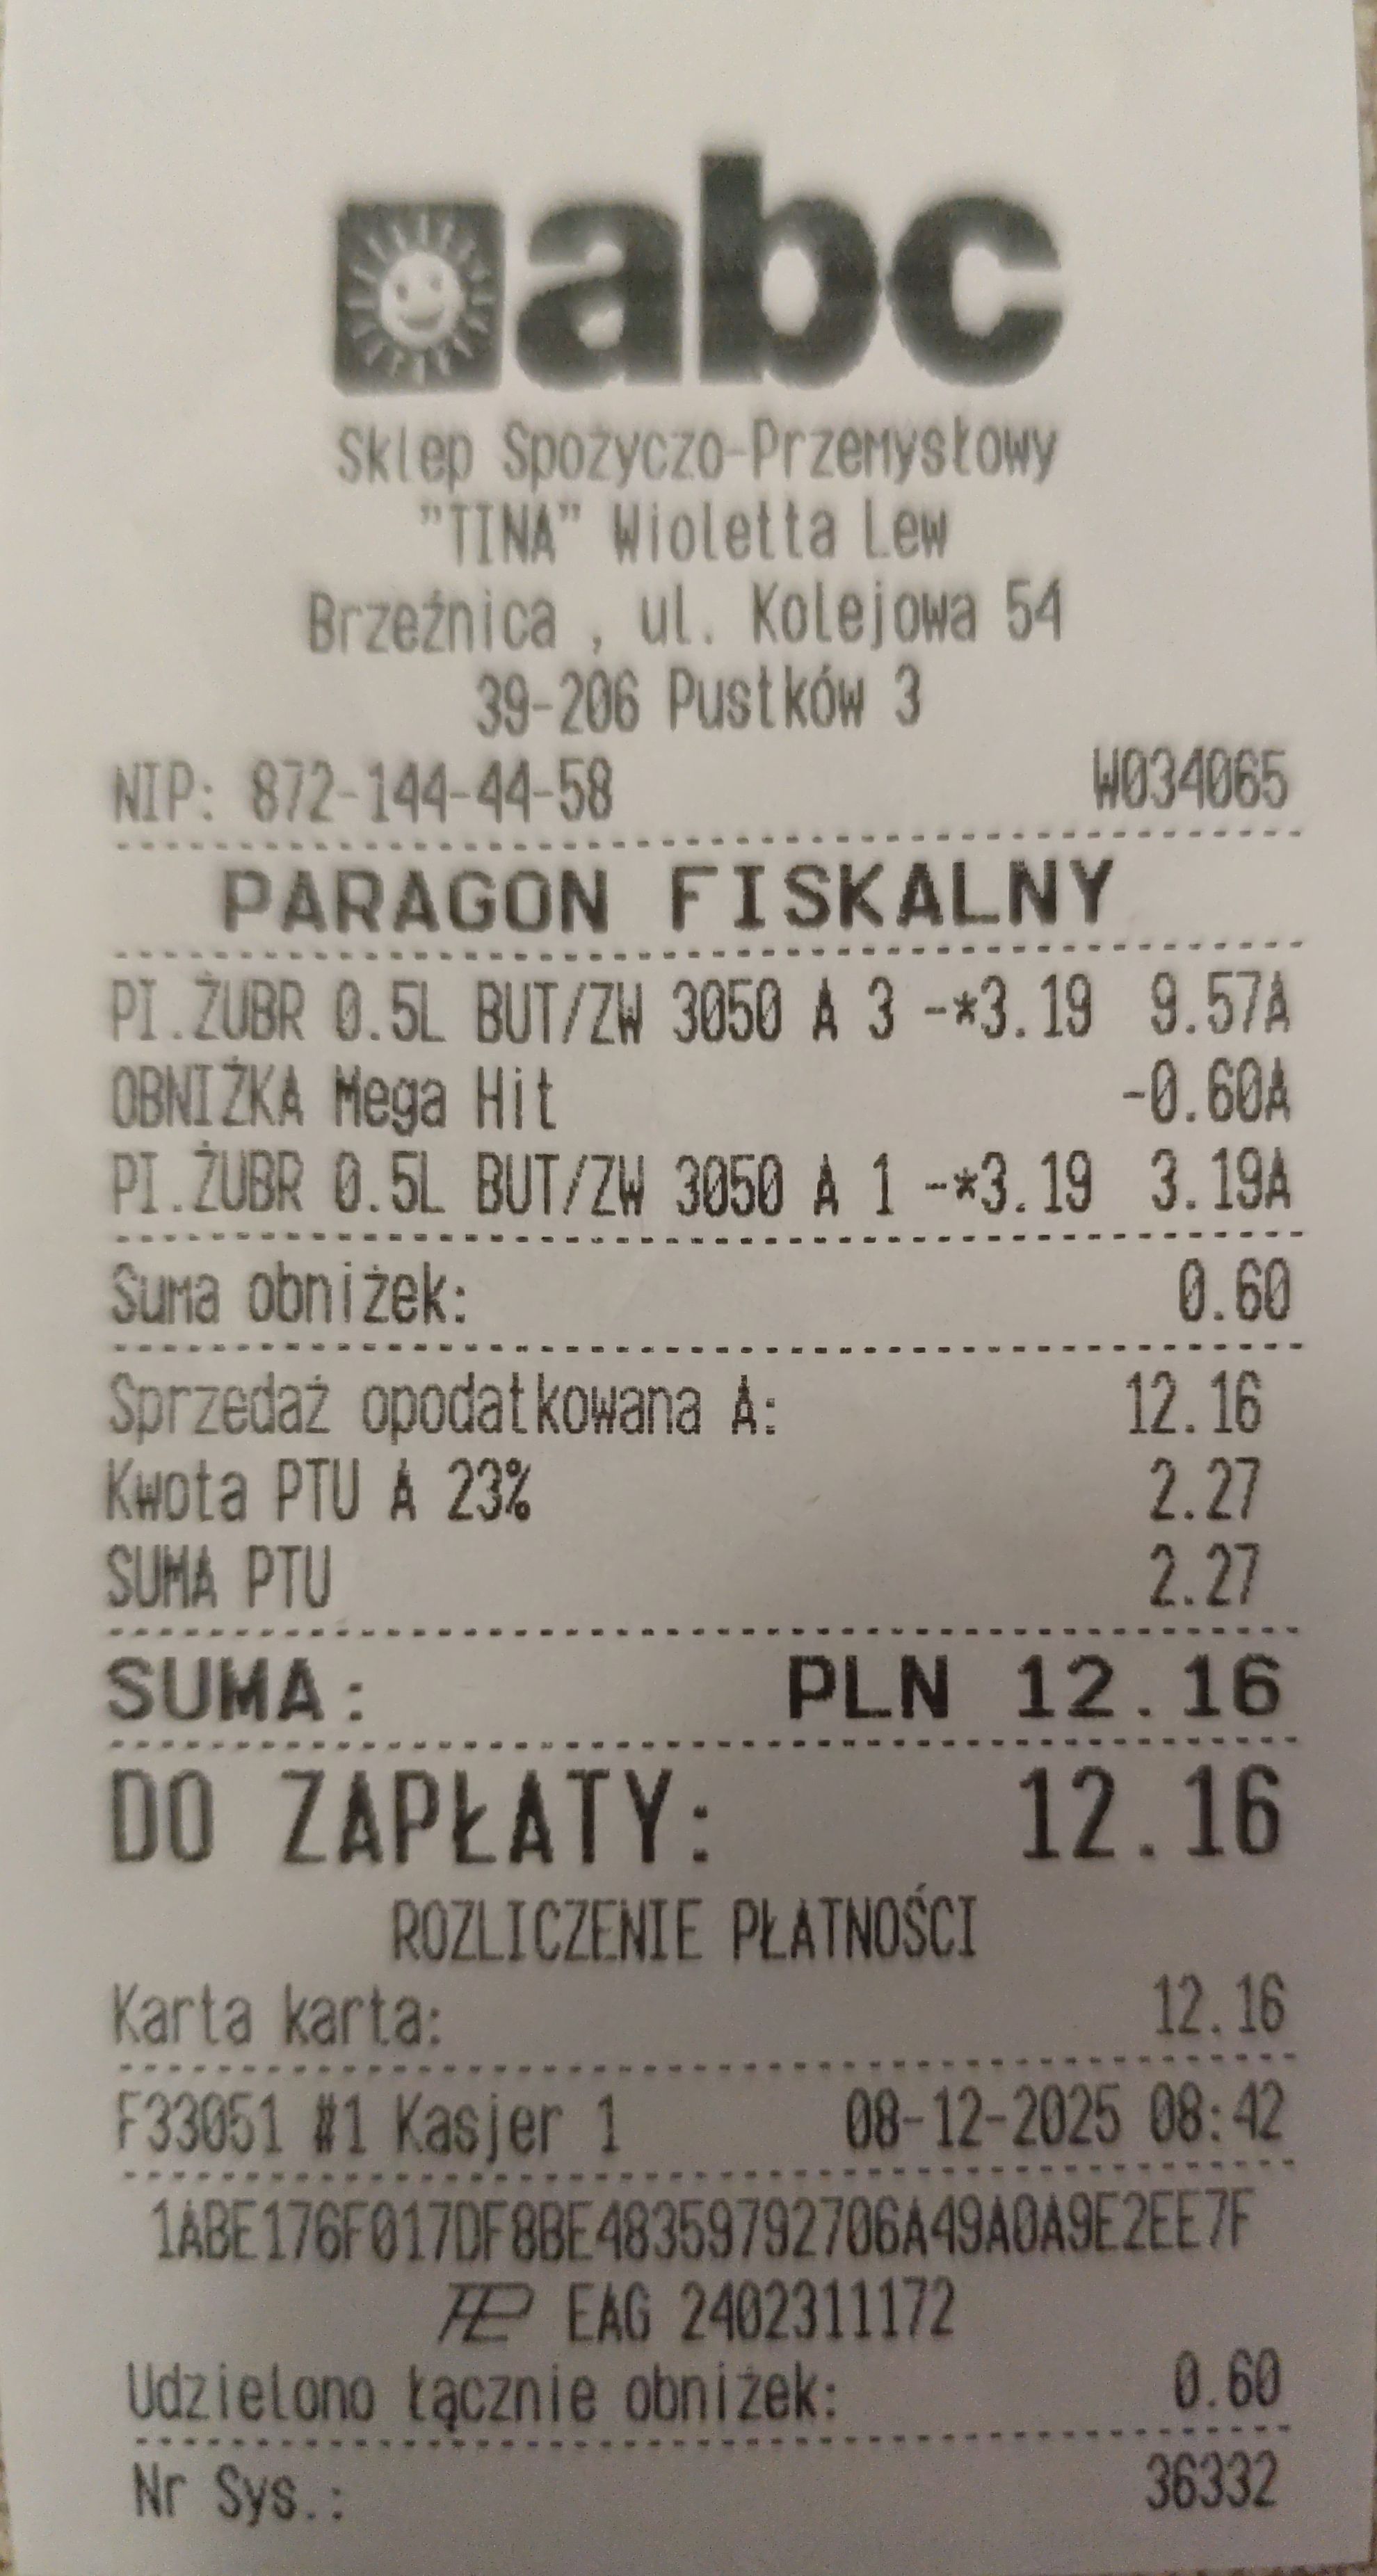 abc
Sklep Spożyczo-Przemysłowy
"TINA" Wioletta Lew
Brzeźnica , ul. Kolejowa 54
39-206 Pustków 3
NIP: 872-144-44-58 W034065
PARAGON FISKALNY
PI.ŻUBR 0.5L BUT/ZW 3050 A 3 -*3.19 9.57A
OBNIŻKA Mega Hit -0.60A
PI.ŻUBR 0.5L BUT/ZW 3050 A 1 -*3.19 3.19A
Suma obniżek: 0.60
Sprzedaż opodatkowana A: 12.16
Kwota PTU A 23% 2.27
SUMA PTU 2.27
SUMA: PLN 12.16
DO ZAPŁATY: 12.16
ROZLICZENIE PŁATNOŚCI
Karta karta: 12.16
F33051 #1 Kasjer 1 08-12-2025 08:42
1ABE176F017DF8BE48359792706A49A0A9E2EE7F
EAG 2402311172
Udzielono łącznie obniżek: 0.60
Nr Sys.: 36332